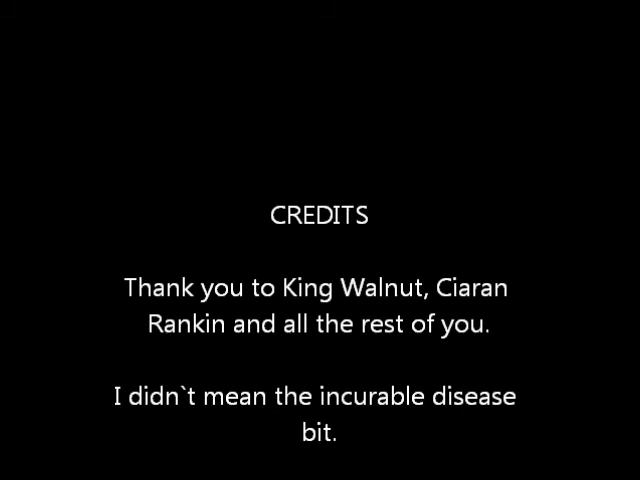 CREDITS
Thank you to King Walnut, Ciaran
Rankin and all the rest of you.
I didn`t mean the incurable disease
bit.